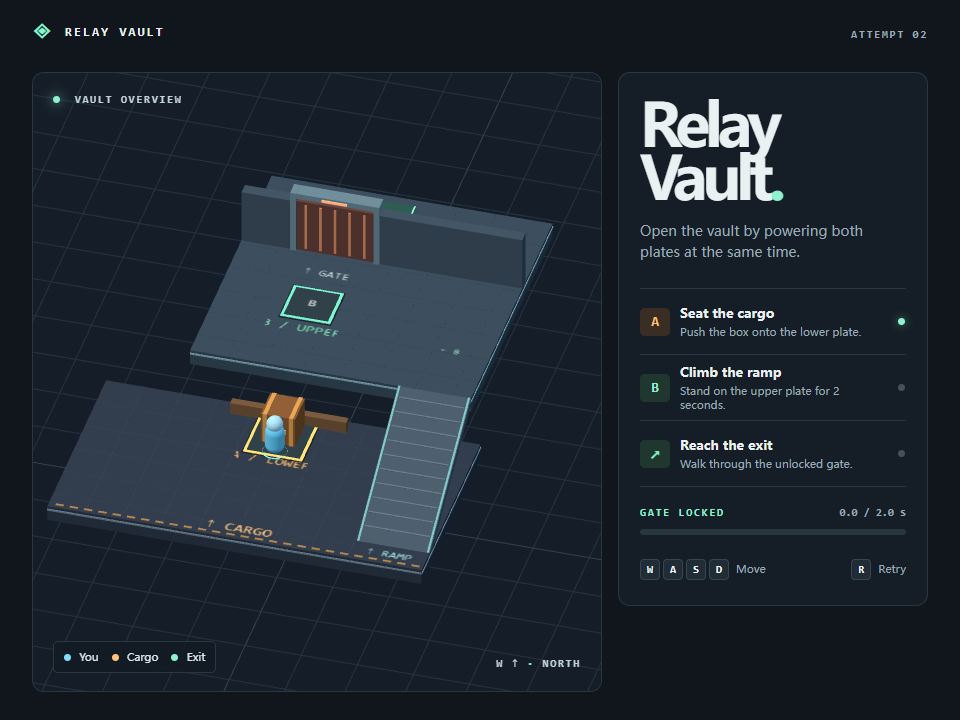 RELAY VAULT
ATTEMPT 02
VAULT OVERVIEW
↑ GATE
B
↑ CARGO
↑ RAMP
You
Cargo
Exit
W ↑ · NORTH
Relay
Vault.
Open the vault by powering both
plates at the same time.
A
Seat the cargo
Push the box onto the lower plate.
B
Climb the ramp
Stand on the upper plate for 2
seconds.
↗
Reach the exit
Walk through the unlocked gate.
GATE LOCKED
0.0 / 2.0 s
W A S D Move
R Retry